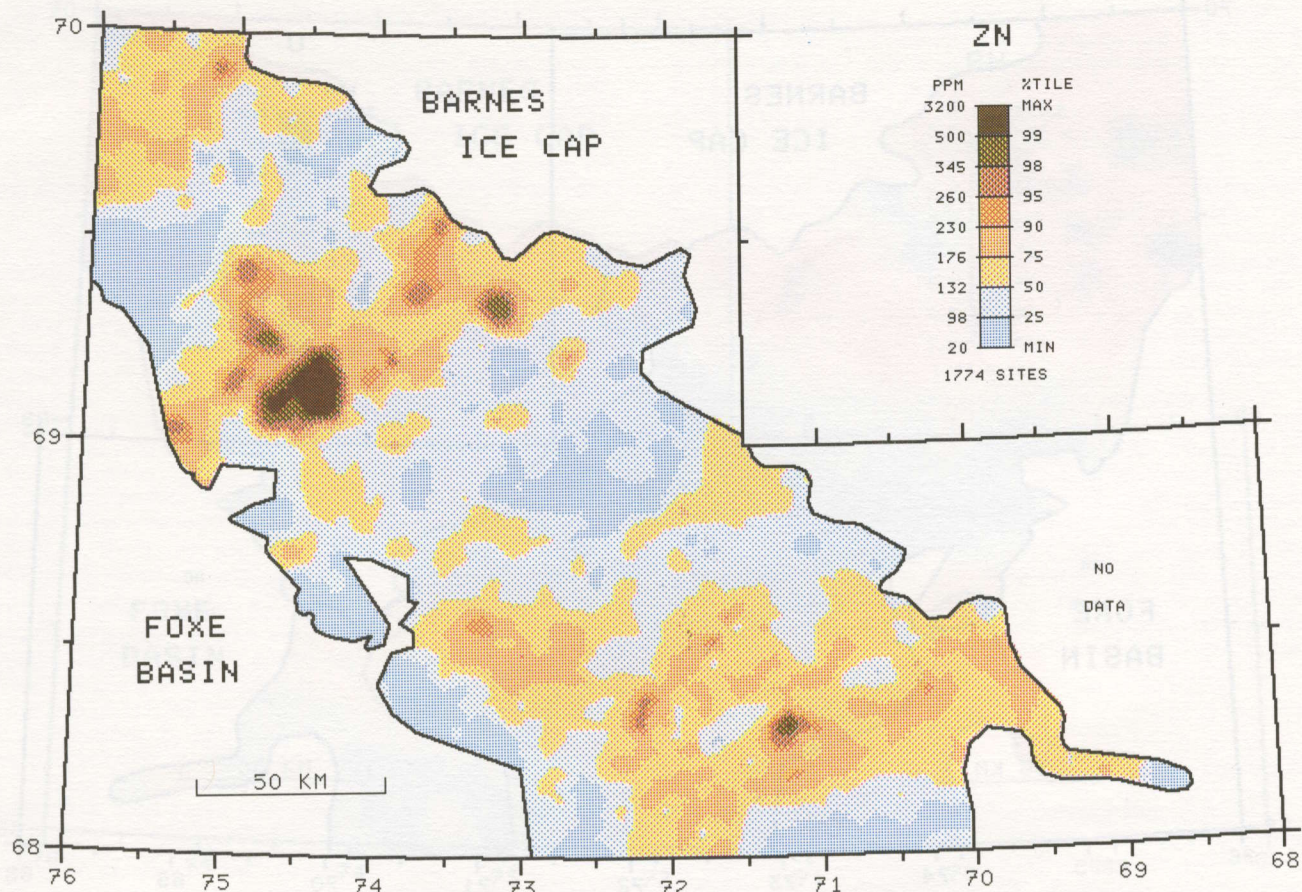 70
BARNES
ICE CAP
ZN
PPM %TILE
3200 MAX
500 99
345 98
260 95
230 90
176 75
132 50
98 25
20 MIN
1774 SITES
69
NO
DATA
FOXE
BASIN
50 KM
68
76 75 74 73 72 71 70 69 68